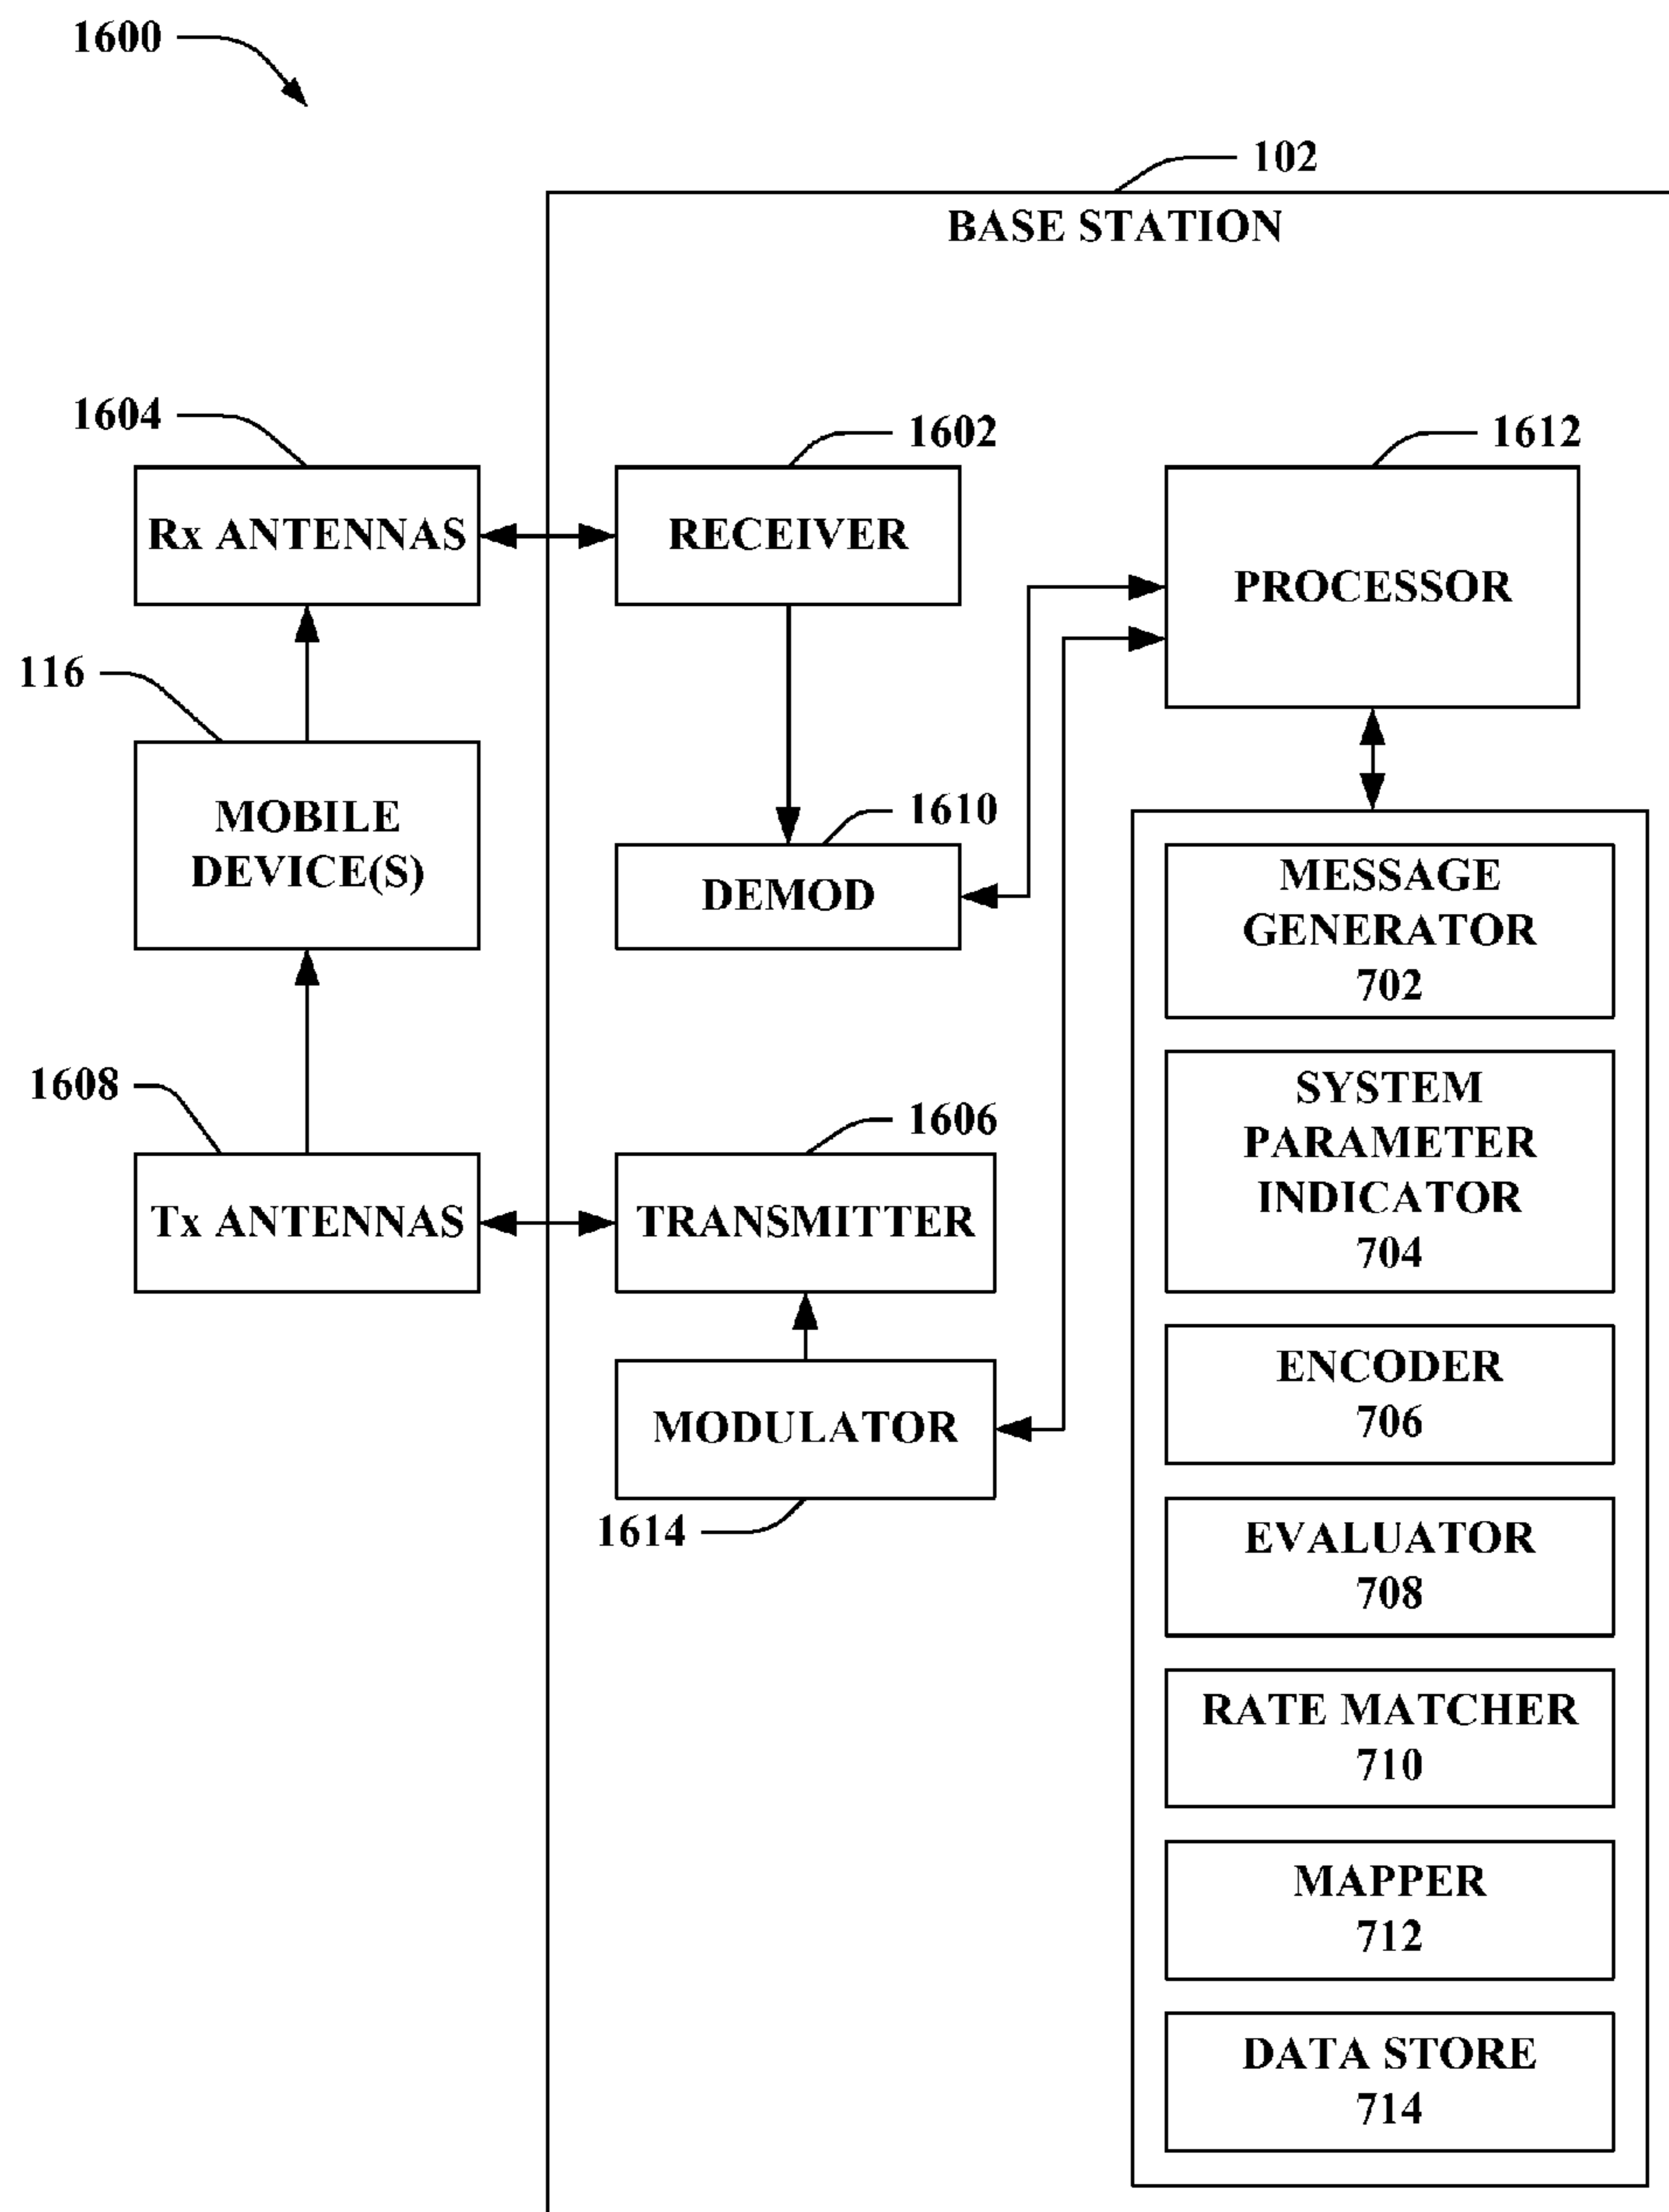 1600
102
BASE STATION
1604
1602
1612
Rx ANTENNAS
RECEIVER
PROCESSOR
116
MOBILE
DEVICE(S)
1610
DEMOD
MESSAGE
GENERATOR
702
1608
1606
SYSTEM
PARAMETER
INDICATOR
704
Tx ANTENNAS
TRANSMITTER
MODULATOR
1614
ENCODER
706
EVALUATOR
708
RATE MATCHER
710
MAPPER
712
DATA STORE
714